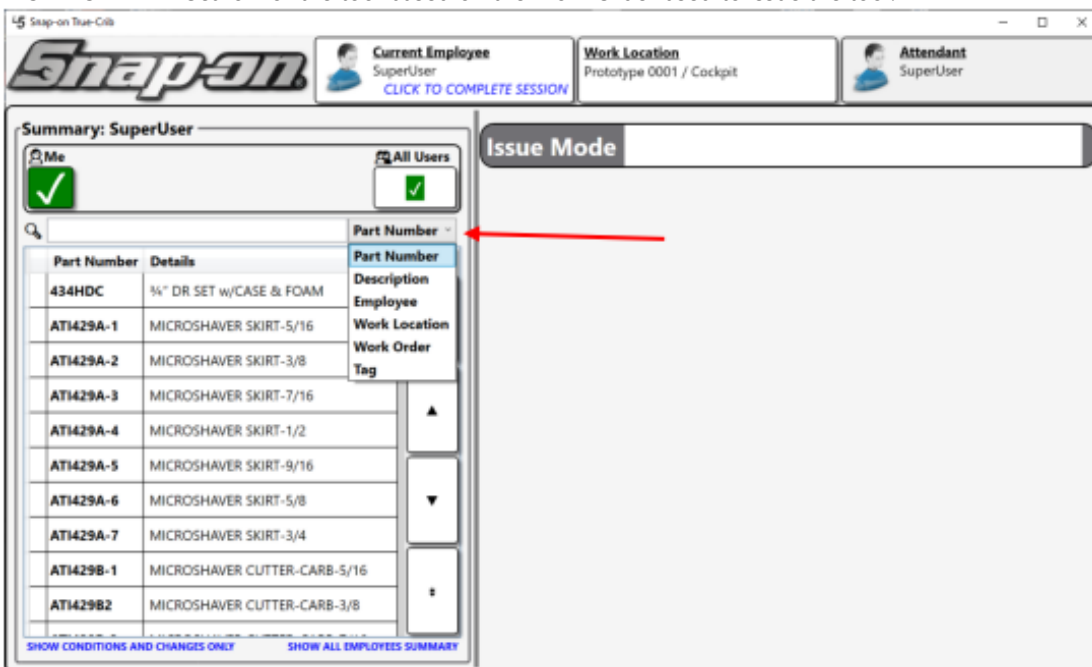 Snap-on True-Crib
Snap-on
Current Employee
SuperUser
CLICK TO COMPLETE SESSION
Work Location
Prototype 0001 / Cockpit
Attendant
SuperUser
Summary: SuperUser
Me
All Users
Issue Mode
Part Number
Part Number
Description
Employee
Work Location
Work Order
Tag
Part Number Details
434HDC ¾" DR SET w/CASE & FOAM
ATI429A-1 MICROSHAVER SKIRT-5/16
ATI429A-2 MICROSHAVER SKIRT-3/8
ATI429A-3 MICROSHAVER SKIRT-7/16
ATI429A-4 MICROSHAVER SKIRT-1/2
ATI429A-5 MICROSHAVER SKIRT-9/16
ATI429A-6 MICROSHAVER SKIRT-5/8
ATI429A-7 MICROSHAVER SKIRT-3/4
ATI429B-1 MICROSHAVER CUTTER-CARB-5/16
ATI429B2 MICROSHAVER CUTTER-CARB-3/8
SHOW CONDITIONS AND CHANGES ONLY SHOW ALL EMPLOYEES SUMMARY